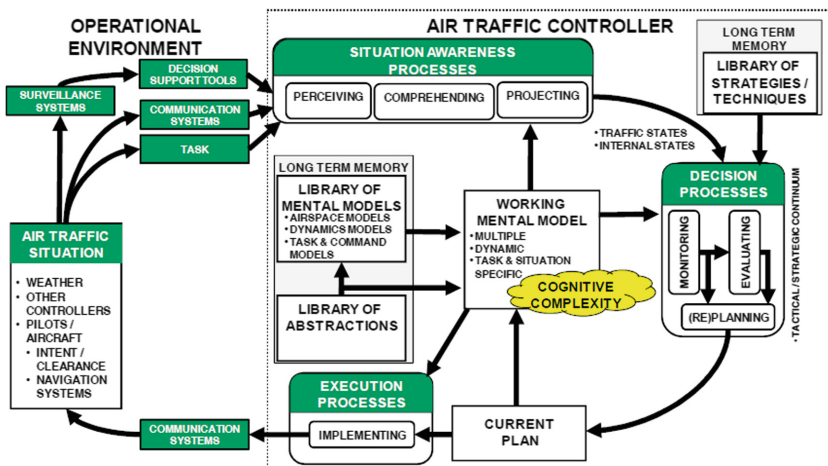 OPERATIONAL
ENVIRONMENT
AIR TRAFFIC CONTROLLER
SURVEILLANCE
SYSTEMS
DECISION
SUPPORT TOOLS
COMMUNICATION
SYSTEMS
TASK
AIR TRAFFIC
SITUATION
• WEATHER
• OTHER
CONTROLLERS
• PILOTS /
AIRCRAFT
• INTENT /
CLEARANCE
• NAVIGATION
SYSTEMS
COMMUNICATION
SYSTEMS
SITUATION AWARENESS
PROCESSES
PERCEIVING
COMPREHENDING
PROJECTING
LONG TERM
MEMORY
LIBRARY OF
STRATEGIES /
TECHNIQUES
• TRAFFIC STATES
• INTERNAL STATES
LONG TERM MEMORY
LIBRARY OF
MENTAL MODELS
• AIRSPACE MODELS
• DYNAMICS MODELS
• TASK & COMMAND
MODELS
LIBRARY OF
ABSTRACTIONS
WORKING
MENTAL MODEL
• MULTIPLE
• DYNAMIC
• TASK & SITUATION
SPECIFIC
COGNITIVE
COMPLEXITY
DECISION
PROCESSES
MONITORING
EVALUATING
(RE)PLANNING
• TACTICAL / STRATEGIC CONTINUUM
EXECUTION
PROCESSES
IMPLEMENTING
CURRENT
PLAN